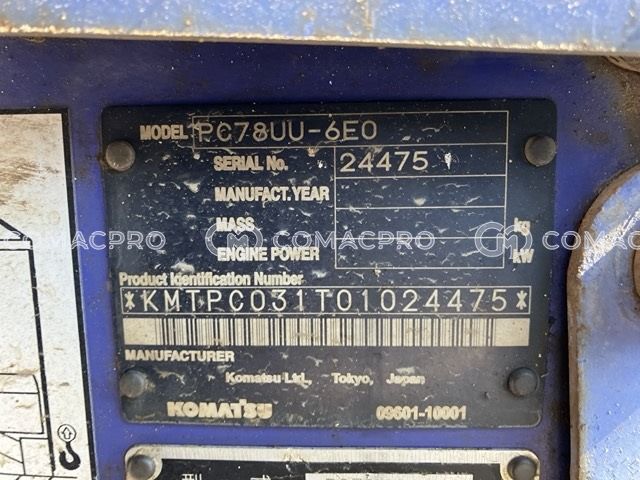 MODEL PC78UU-6E0
SERIAL No. 24475
MANUFACT.YEAR
MASS kg
ENGINE POWER kW
COMACPRO COMACPRO COMACPRO
Product Identification Number
*KMTPC031T01024475*
MANUFACTURER
Komatsu Ltd., Tokyo, Japan
KOMATSU 09601-10001